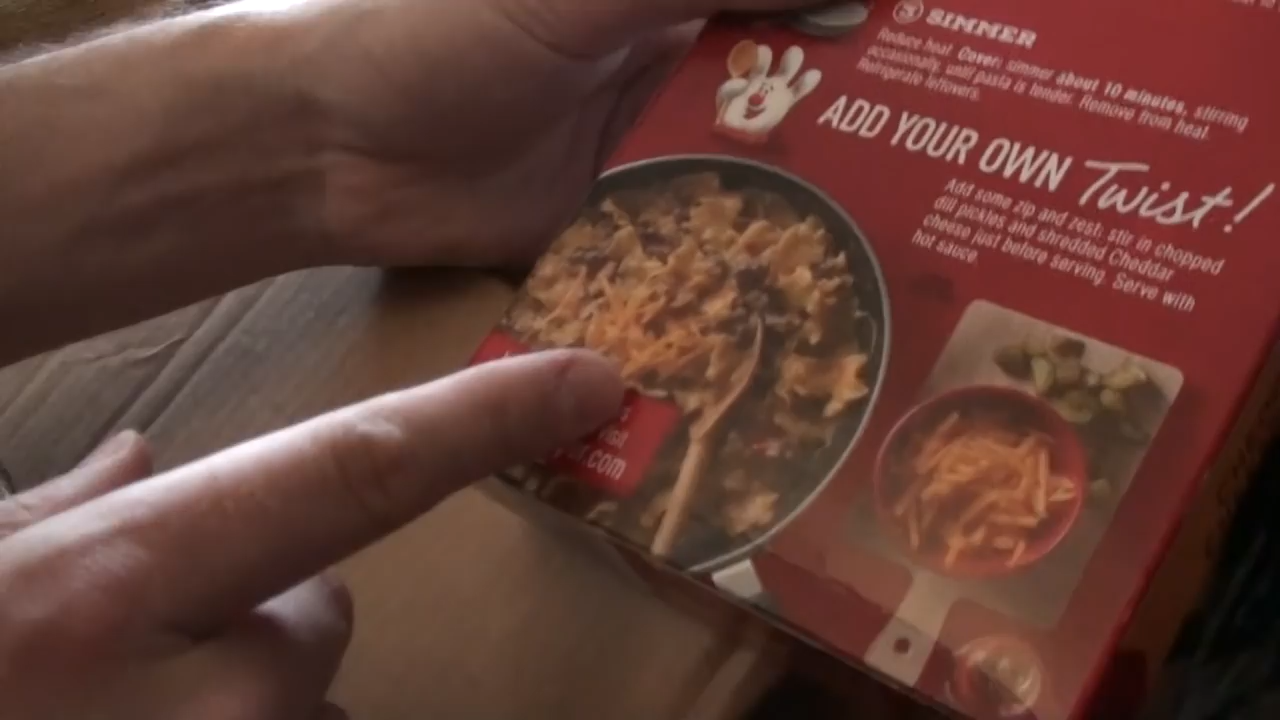 3 SIMMER
Reduce heat. Cover; simmer about 10 minutes, stirring
occasionally, until pasta is tender. Remove from heat.
Refrigerate leftovers.
ADD YOUR OWN Twist!
Add some zip and zest: stir in chopped
dill pickles and shredded Cheddar
cheese just before serving. Serve with
hot sauce.
.com